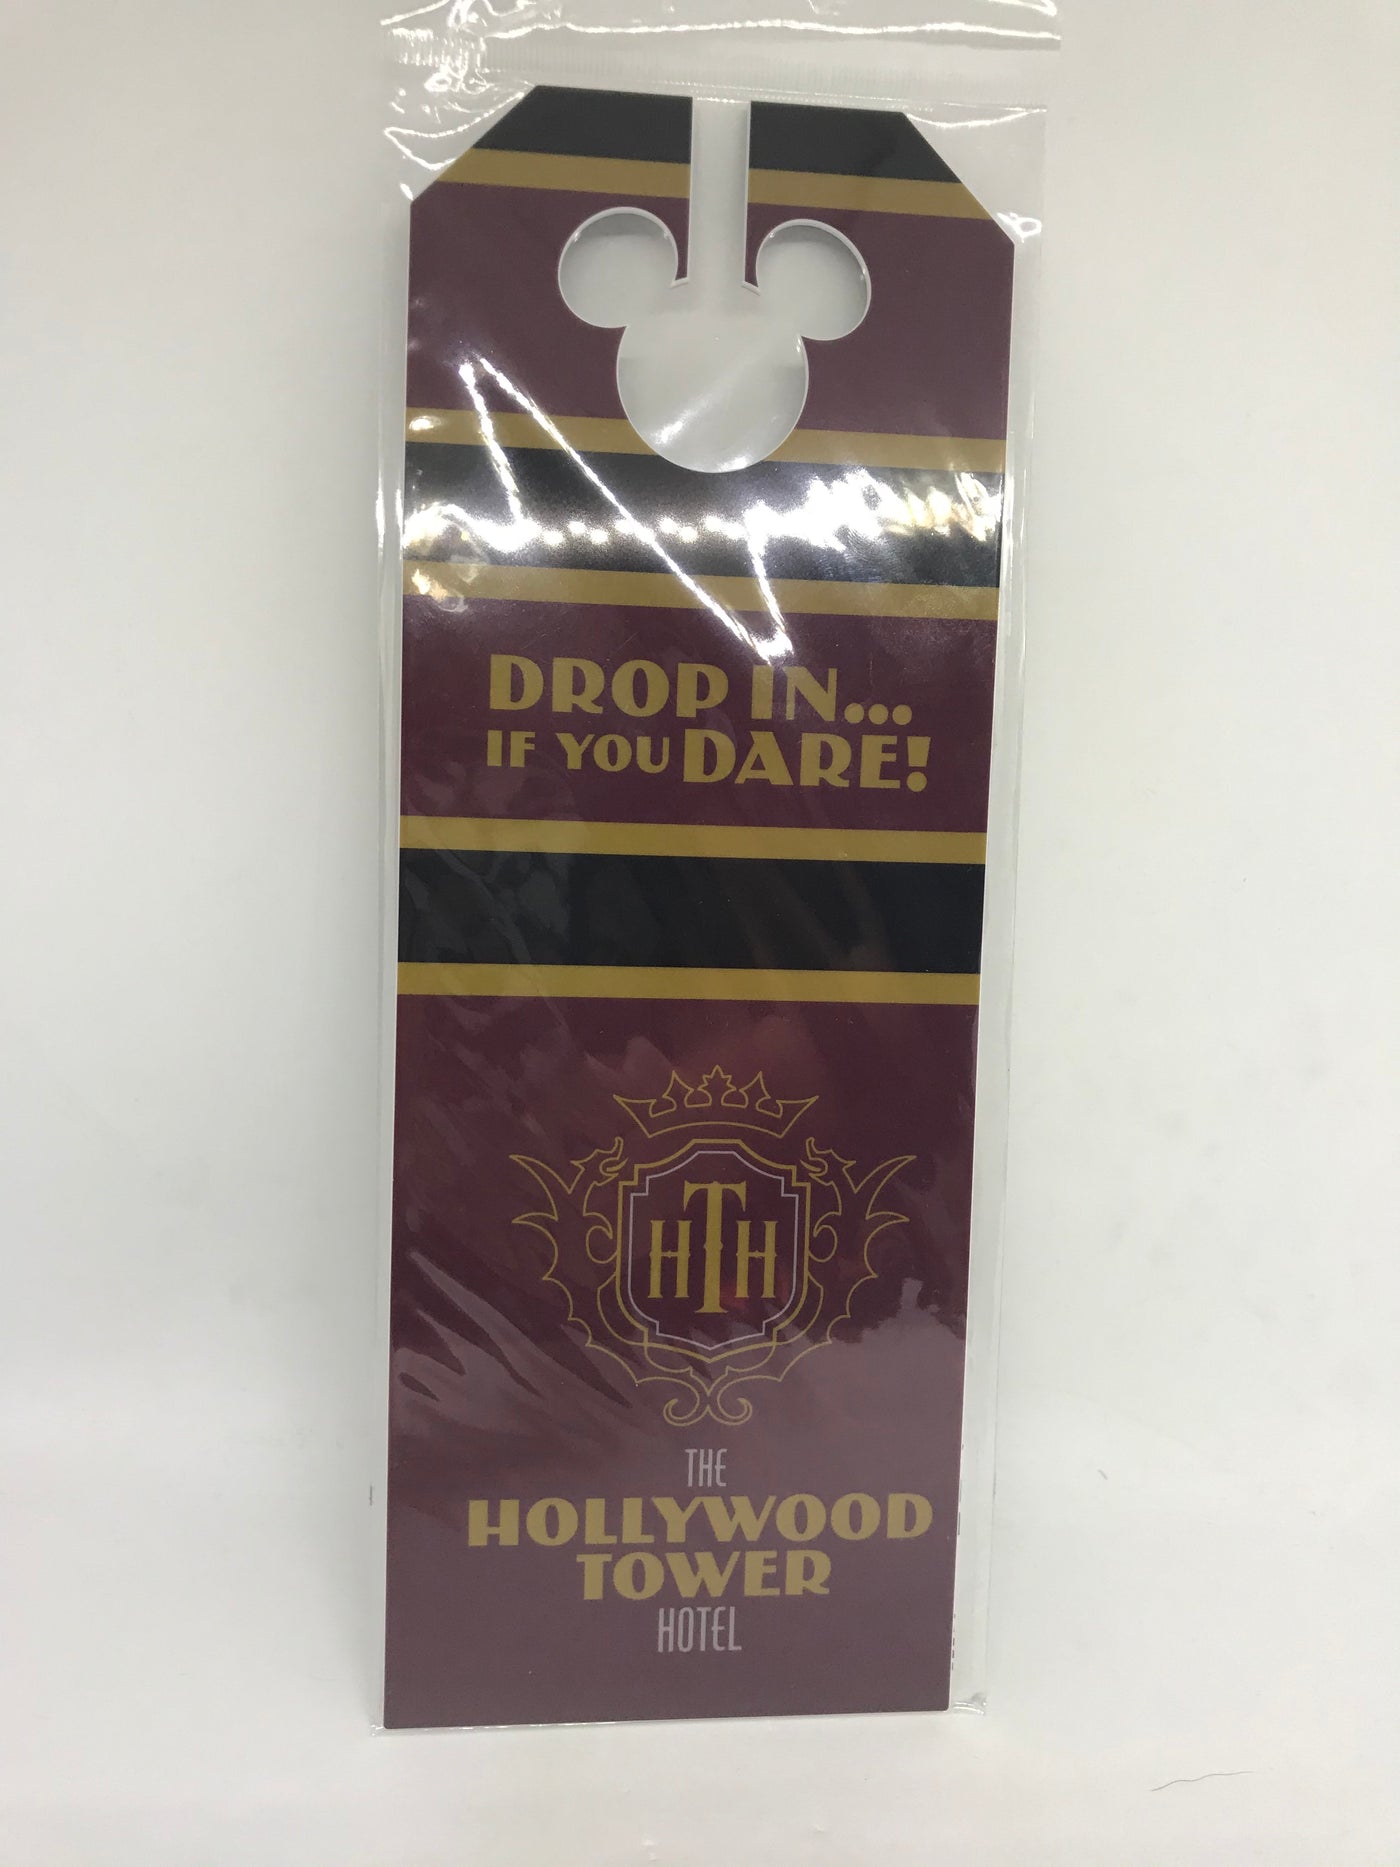 DROP IN...
IF YOU DARE!
HTH
THE
HOLLYWOOD
TOWER
HOTEL